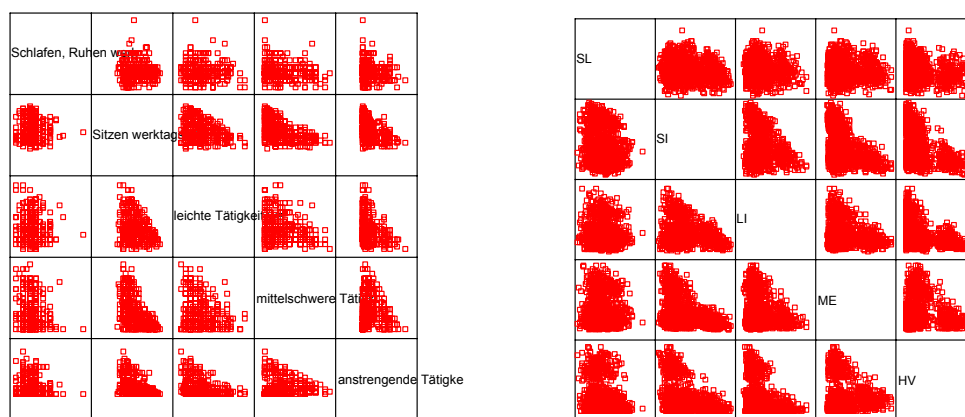 Schlafen, Ruhen w
Sitzen werktag
leichte Tätigkei
mittelschwere Täti
anstrengende Tätigke
SL
SI
LI
ME
HV